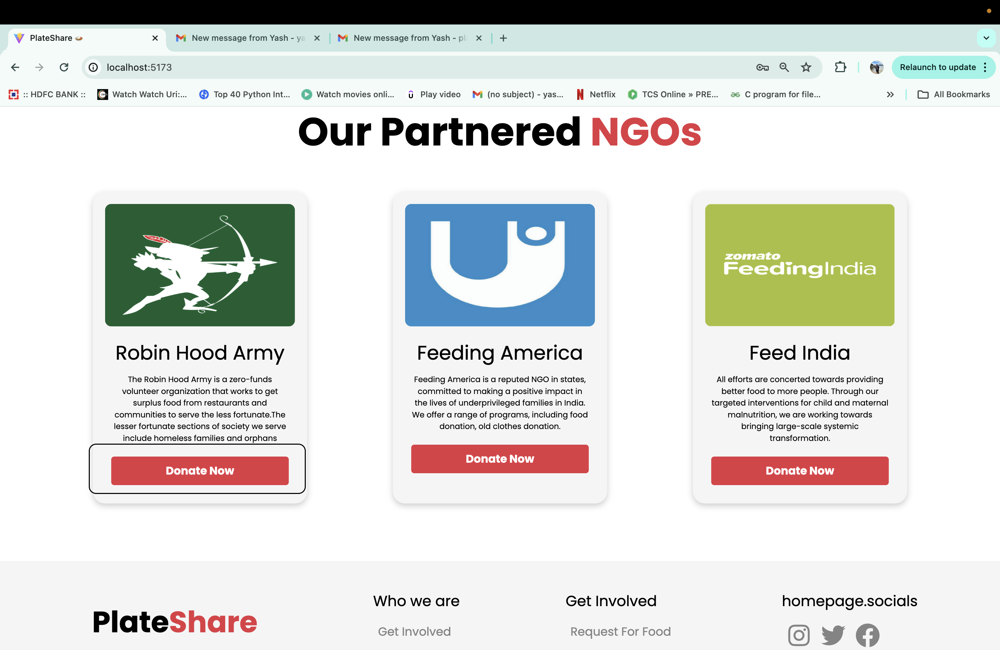 PlateShare
New message from Yash - ya
New message from Yash - pl
localhost:5173
Relaunch to update
:: HDFC BANK ::
Watch Watch Uri:...
Top 40 Python Int...
Watch movies onli...
Play video
(no subject) - yas...
Netflix
TCS Online » PRE...
C program for file...
All Bookmarks
Our Partnered NGOs
Robin Hood Army
The Robin Hood Army is a zero-funds
volunteer organization that works to get
surplus food from restaurants and
communities to serve the less fortunate.The
lesser fortunate sections of society we serve
include homeless families and orphans
Donate Now
Feeding America
Feeding America is a reputed NGO in states,
committed to making a positive impact in
the lives of underprivileged families in India.
We offer a range of programs, including food
donation, old clothes donation.
Donate Now
zomato
FeedingIndia
Feed India
All efforts are concerted towards providing
better food to more people. Through our
targeted interventions for child and maternal
malnutrition, we are working towards
bringing large-scale systemic
transformation.
Donate Now
PlateShare
Who we are
Get Involved
Get Involved
Request For Food
homepage.socials